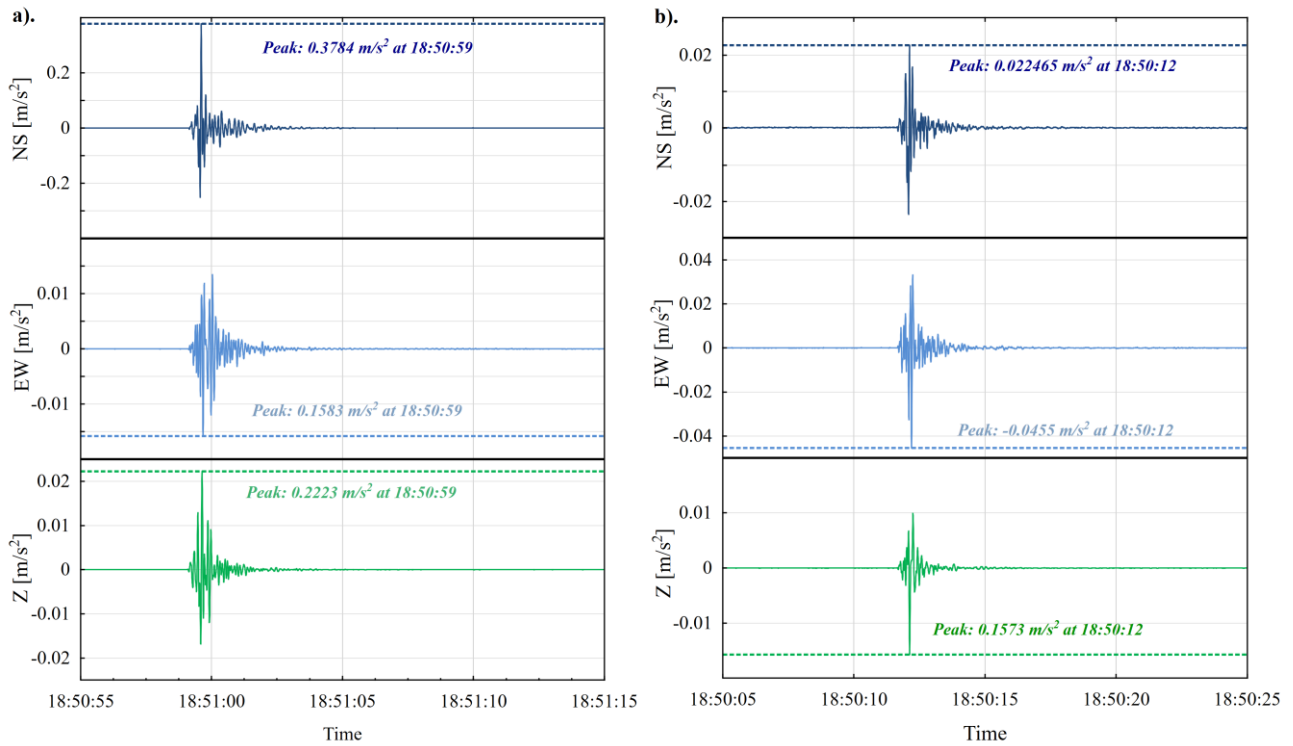 a).
Peak: 0.3784 m/s² at 18:50:59
NS [m/s²]
0.2
0
-0.2
EW [m/s²]
0.01
0
-0.01
Peak: 0.1583 m/s² at 18:50:59
Z [m/s²]
0.02
Peak: 0.2223 m/s² at 18:50:59
0
-0.01
-0.02
0.01
18:50:55
18:51:00
18:51:05
18:51:10
18:51:15
Time
b).
0.02
Peak: 0.022465 m/s² at 18:50:12
NS [m/s²]
0
-0.02
EW [m/s²]
0.04
0.02
0
-0.02
Peak: -0.0455 m/s² at 18:50:12
-0.04
Z [m/s²]
0.01
0
-0.01
Peak: 0.1573 m/s² at 18:50:12
18:50:05
18:50:10
18:50:15
18:50:20
18:50:25
Time